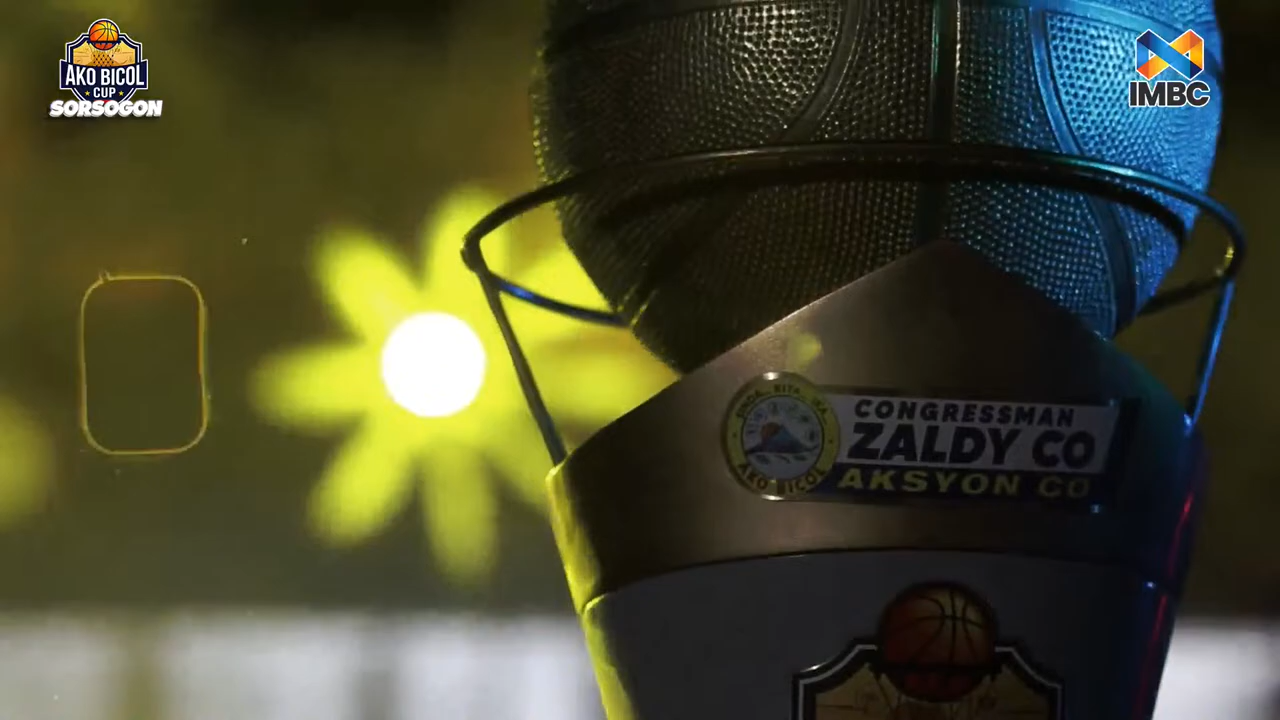 AKO BICOL
CUP
SORSOGON
IMBC
CONGRESSMAN
ZALDY CO
AKSYON CO
AKO BICOL